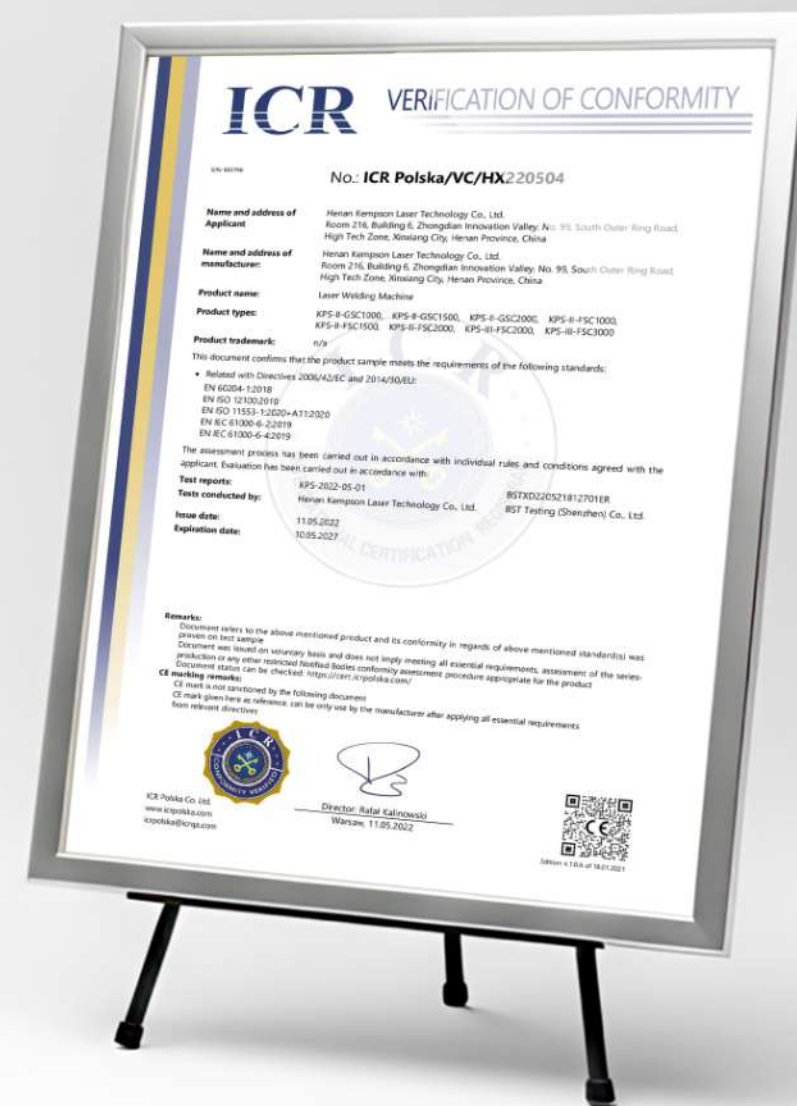 ICR VERIFICATION OF CONFORMITY
No.: ICR Polska/VC/HX220504
Name and address of Applicant
Henan Kempson Laser Technology Co., Ltd.
Room 216, Building 6, Zhongdian Innovation Valley, No. 99, South Outer Ring Road,
High Tech Zone, Xinxiang City, Henan Province, China
Name and address of manufacturer:
Henan Kempson Laser Technology Co., Ltd.
Room 216, Building 6, Zhongdian Innovation Valley, No. 99, South Outer Ring Road,
High Tech Zone, Xinxiang City, Henan Province, China
Product name: Laser Welding Machine
Product types: KPS-II-GSC1000, KPS-II-GSC1500, KPS-II-GSC2000, KPS-II-FSC1000,
KPS-II-FSC1500, KPS-II-FSC2000, KPS-III-FSC2000, KPS-III-FSC3000
Product trademark: n/a
This document confirms that the product sample meets the requirements of the following standards:
• Related with Directives 2006/42/EC and 2014/30/EU:
EN 60204-1:2018
EN ISO 12100:2010
EN ISO 11553-1:2020+A11:2020
EN IEC 61000-6-2:2019
EN IEC 61000-6-4:2019
The assessment process has been carried out in accordance with individual rules and conditions agreed with the
applicant. Evaluation has been carried out in accordance with:
Test reports: KPS-2022-05-01 BSTXD220521812701ER
Tests conducted by: Henan Kempson Laser Technology Co., Ltd. BST Testing (Shenzhen) Co., Ltd.
Issue date: 11.05.2022
Expiration date: 10.05.2027
Remarks:
Document refers to the above mentioned product and its conformity in regards of above mentioned standard(s) was
proven on test sample
Document was issued on voluntary basis and does not imply meeting all essential requirements, assessment of the series-
production or any other restricted Notified Bodies conformity assessment procedure appropriate for the product
Document status can be checked: https://cert.icrpolska.com/
CE marking remarks:
CE mark is not sanctioned by the following document
CE mark given here as reference, can be only use by the manufacturer after applying all essential requirements
from relevant directives
ICR
CONFORMITY VERIFIED
ICR Polska Co. Ltd.
www.icrpolska.com
icrpolska@icrqa.com
Director: Rafał Kalinowski
Warsaw, 11.05.2022
CE
Edition: 4.1.0.A of 18.01.2021